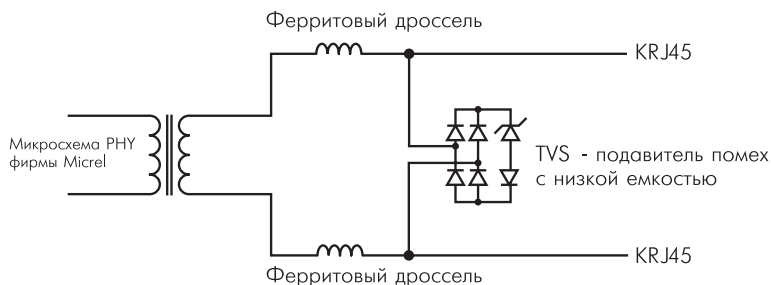 Ферритовый дроссель
KRJ45
Микросхема PHY
фирмы Micrel
TVS - подавитель помех
с низкой емкостью
KRJ45
Ферритовый дроссель